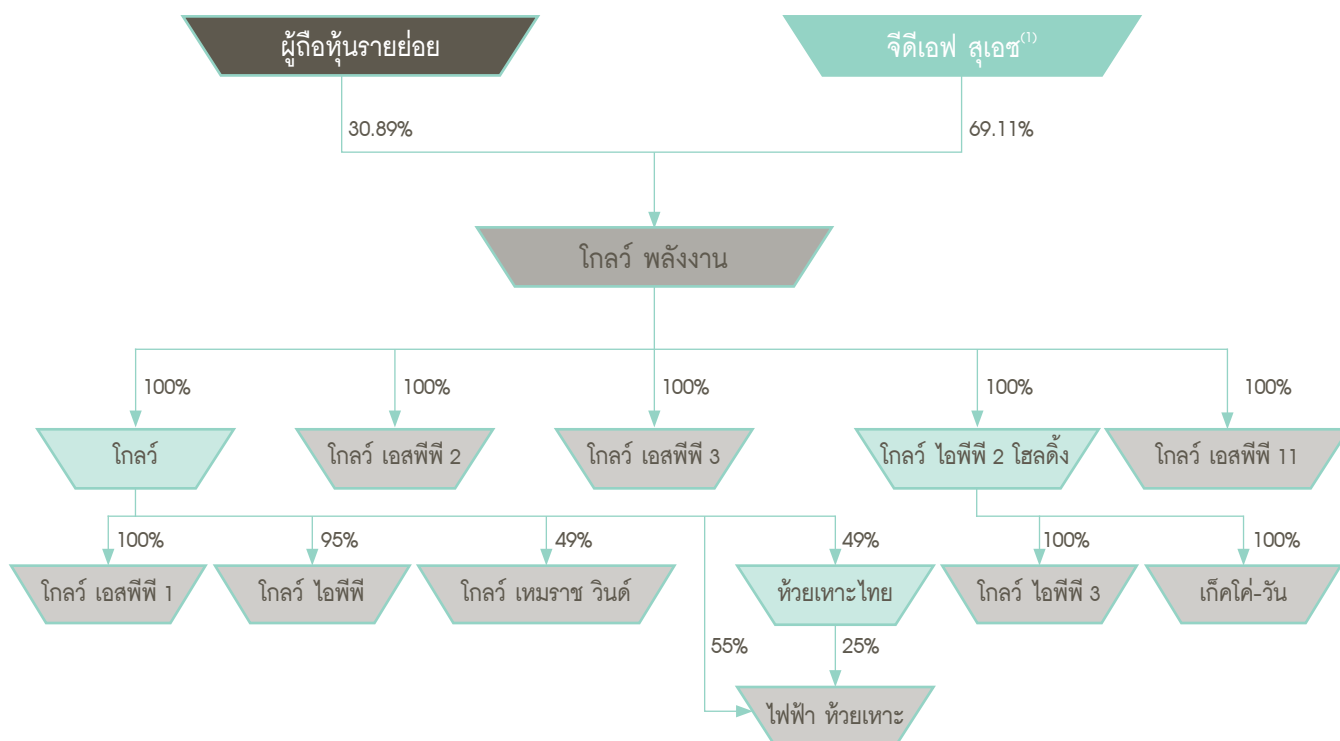 ผู้ถือหุ้นรายย่อย
จีดีเอฟ สุเอซ(1)
30.89%
69.11%
โกลว์ พลังงาน
100%
100%
100%
100%
100%
โกลว์
โกลว์ เอสพีพี 2
โกลว์ เอสพีพี 3
โกลว์ ไอพีพี 2 โฮลดิ้ง
โกลว์ เอสพีพี 11
100%
95%
49%
49%
100%
100%
โกลว์ เอสพีพี 1
โกลว์ ไอพีพี
โกลว์ เหมราช วินด์
ห้วยเหาะไทย
โกลว์ ไอพีพี 3
เก็คโค่-วัน
55%
25%
ไฟฟ้า ห้วยเหาะ